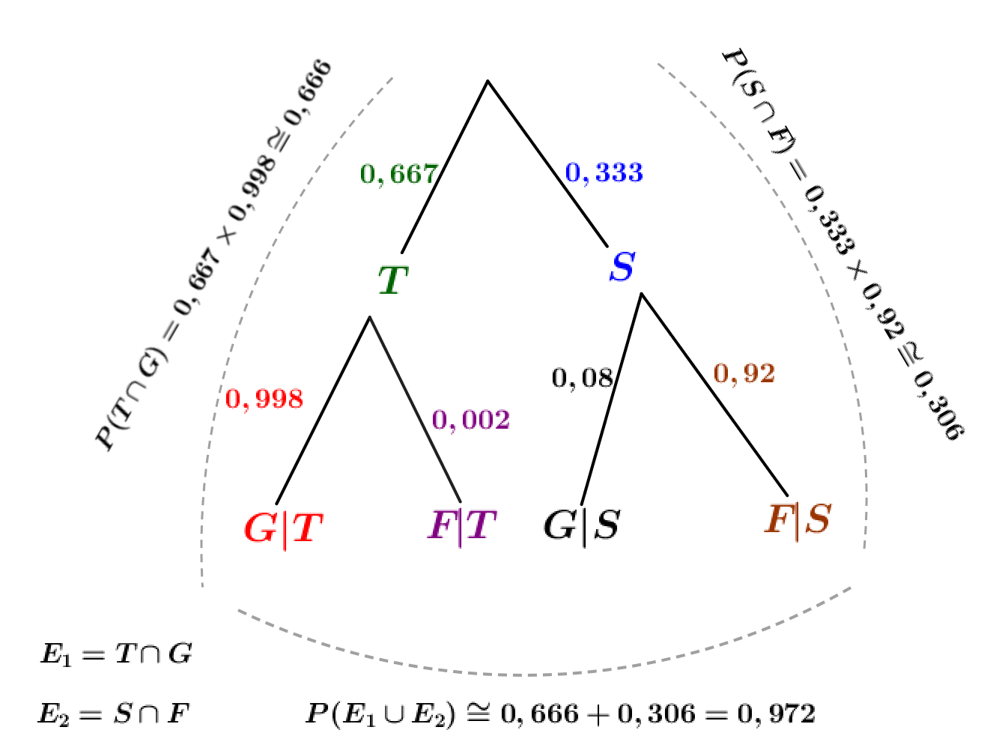 P(T ∩ G) = 0,667 × 0,998 ≅ 0,666
P(S ∩ F) = 0,333 × 0,92 ≅ 0,306
0,667
0,333
T
S
0,998
0,002
0,08
0,92
G|T
F|T
G|S
F|S
E₁ = T ∩ G
E₂ = S ∩ F
P(E₁ ∪ E₂) ≅ 0,666 + 0,306 = 0,972